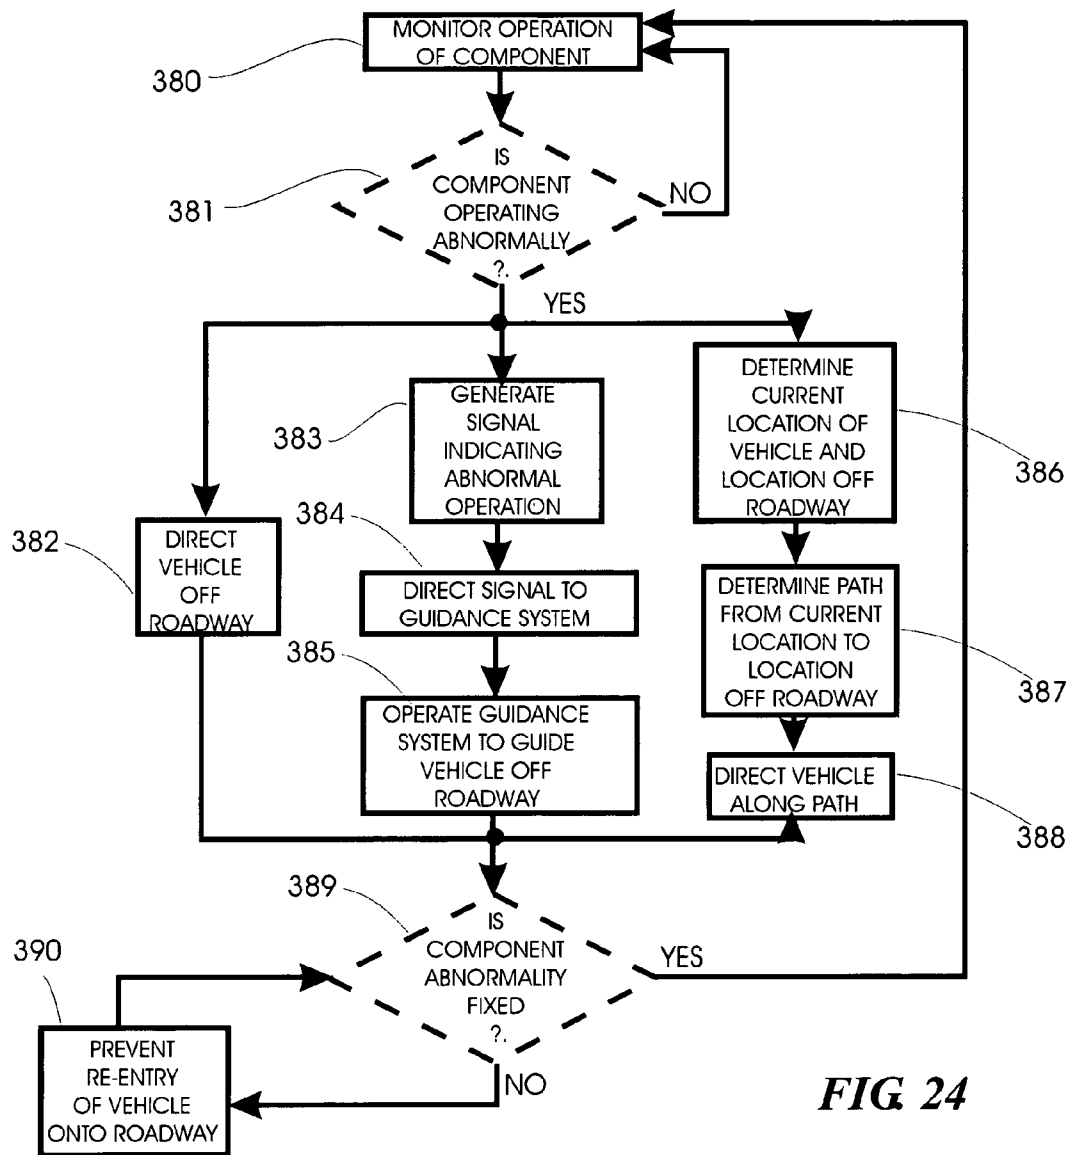 MONITOR OPERATION
OF COMPONENT
380
IS
COMPONENT
OPERATING
ABNORMALLY
?.
381
NO
YES
GENERATE
SIGNAL
INDICATING
ABNORMAL
OPERATION
383
DETERMINE
CURRENT
LOCATION OF
VEHICLE AND
LOCATION OFF
ROADWAY
386
384
382
DIRECT
VEHICLE
OFF
ROADWAY
DIRECT SIGNAL TO
GUIDANCE SYSTEM
DETERMINE PATH
FROM CURRENT
LOCATION TO
LOCATION
OFF ROADWAY
387
385
OPERATE GUIDANCE
SYSTEM TO GUIDE
VEHICLE OFF
ROADWAY
DIRECT VEHICLE
ALONG PATH
388
389
IS
COMPONENT
ABNORMALITY
FIXED
?.
YES
NO
390
PREVENT
RE-ENTRY
OF VEHICLE
ONTO ROADWAY
FIG. 24